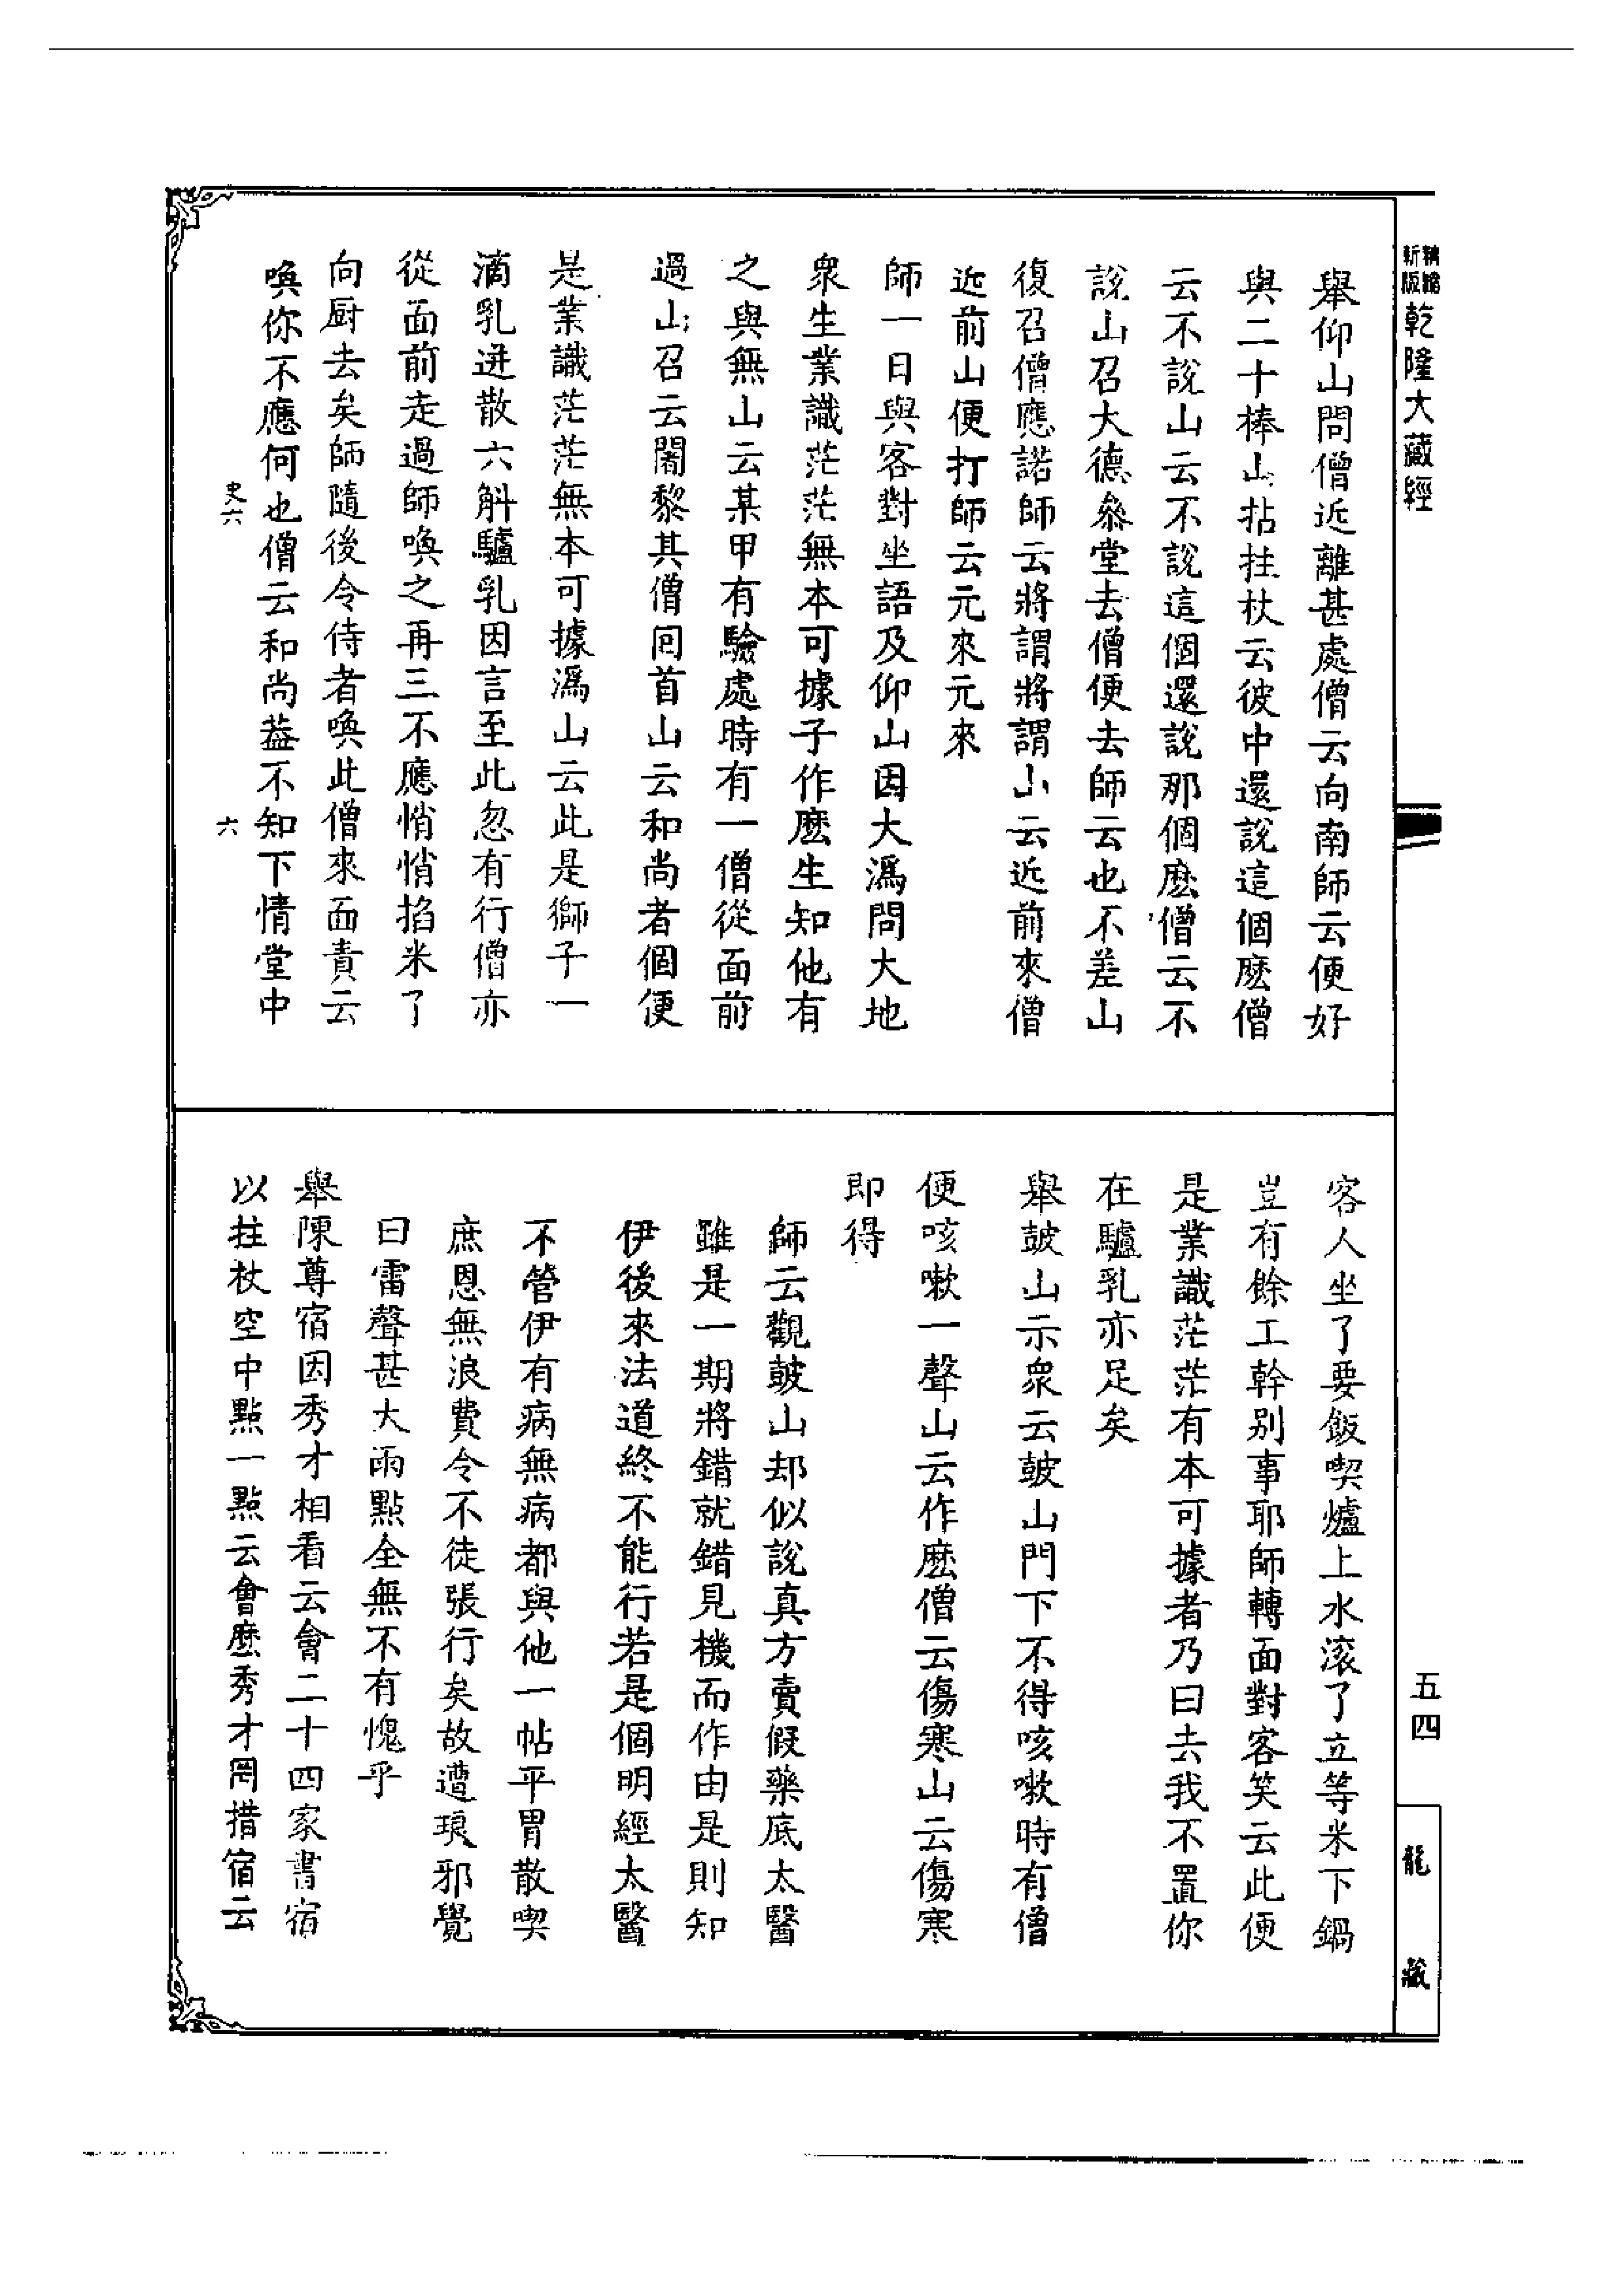 精縮
新版
乾隆大藏經
舉仰山問僧近離甚處僧云向南師云便好
與二十棒山拈拄杖云彼中還說這個麽僧
云不說山云不說這個還說那個麽僧云不
說山召大德叅堂去僧便去師云也不差山
復召僧應諾師云將謂將謂山云近前來僧
近前山便打師云元來元來
師一日與客對坐語及仰山因大溈問大地
衆生業識茫茫無本可據子作麽生知他有
之與無山云某甲有驗處時有一僧從面前
過山召云闍黎其僧回首山云和尚者個便
是業識茫茫無本可據溈山云此是獅子一
滴乳迸散六斛驢乳因言至此忽有行僧亦
從面前走過師喚之再三不應悄悄掐米了
向厨去矣師隨後令侍者喚此僧來面責云
喚你不應何也僧云和尚葢不知下情堂中
史六
六
客人坐了要飯喫爐上水滚了立等米下鍋
豈有餘工幹别事耶師轉面對客笑云此便
是業識茫茫有本可據者乃曰去我不置你
在驢乳亦足矣
舉皷山示衆云皷山門下不得咳嗽時有僧
便咳嗽一聲山云作麽僧云傷寒山云傷寒
即得
師云觀皷山却似說真方賣假藥底太醫
雖是一期將錯就錯見機而作由是則知
伊後來法道終不能行若是個明經太醫
不管伊有病無病都與他一帖平胃散喫
庶恩無浪費令不徒張行矣故遭琅邪覺
曰雷聲甚大雨點全無不有愧乎
舉陳尊宿因秀才相看云會二十四家書宿
以拄杖空中點一點云會麽秀才罔措宿云
五四
龍藏